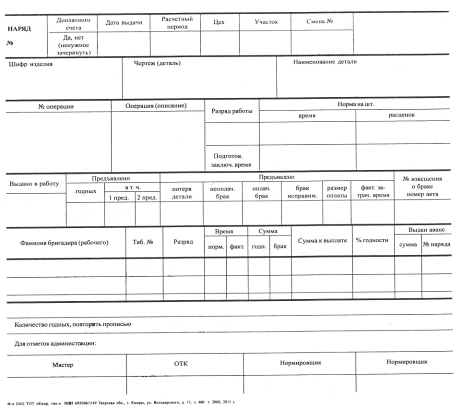 НАРЯД
№
Доплатного счета
Да, нет (ненужное зачеркнуть)
Дата выдачи
Расчетный период
Цех
Участок
Смена №
Шифр изделия
Чертеж (деталь)
Наименование детали
№ операции
Операция (описание)
Разряд работы
Норма на шт.
время
расценок
Подготов. заключ. время
Выдано в работу
Предъявлено
годных
в т. ч.
1 пред.
2 пред.
Предъявлено
потеря детали
неоплач. брак
оплач. брак
брак исправим.
размер оплаты
факт. затрач. время
№ извещения о браке номер акта
Фамилия бригадира (рабочего)
Таб. №
Разряд
Время
норм.
факт.
Сумма
годн.
брак
Сумма к выплате
% годности
Выдан аванс
сумма
№ наряда
Количество годных, повторять прописью
Для отметок администрации:
Мастер
ОТК
Нормировщик
Нормировщик